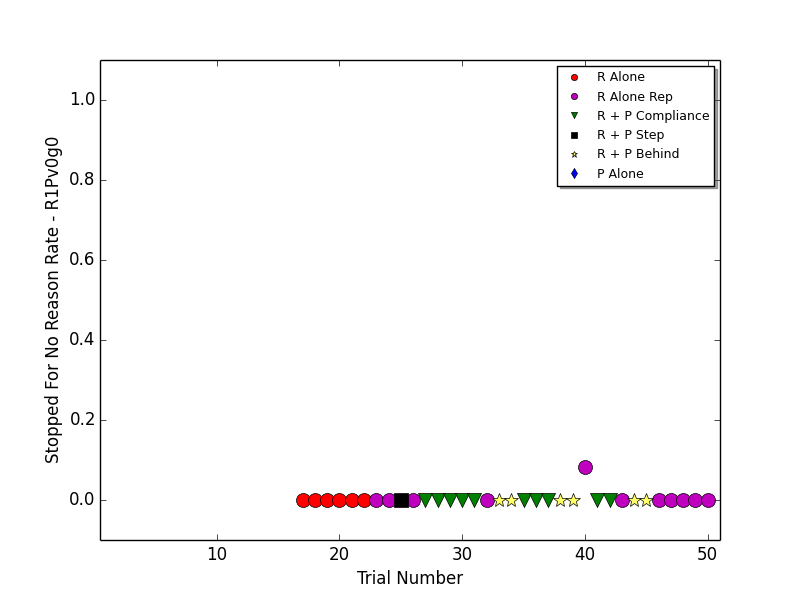 R Alone
R Alone Rep
R + P Compliance
R + P Step
R + P Behind
P Alone
1.0
0.8
0.6
0.4
0.2
0.0
Stopped For No Reason Rate - R1Pv0g0
10 20 30 40 50
Trial Number